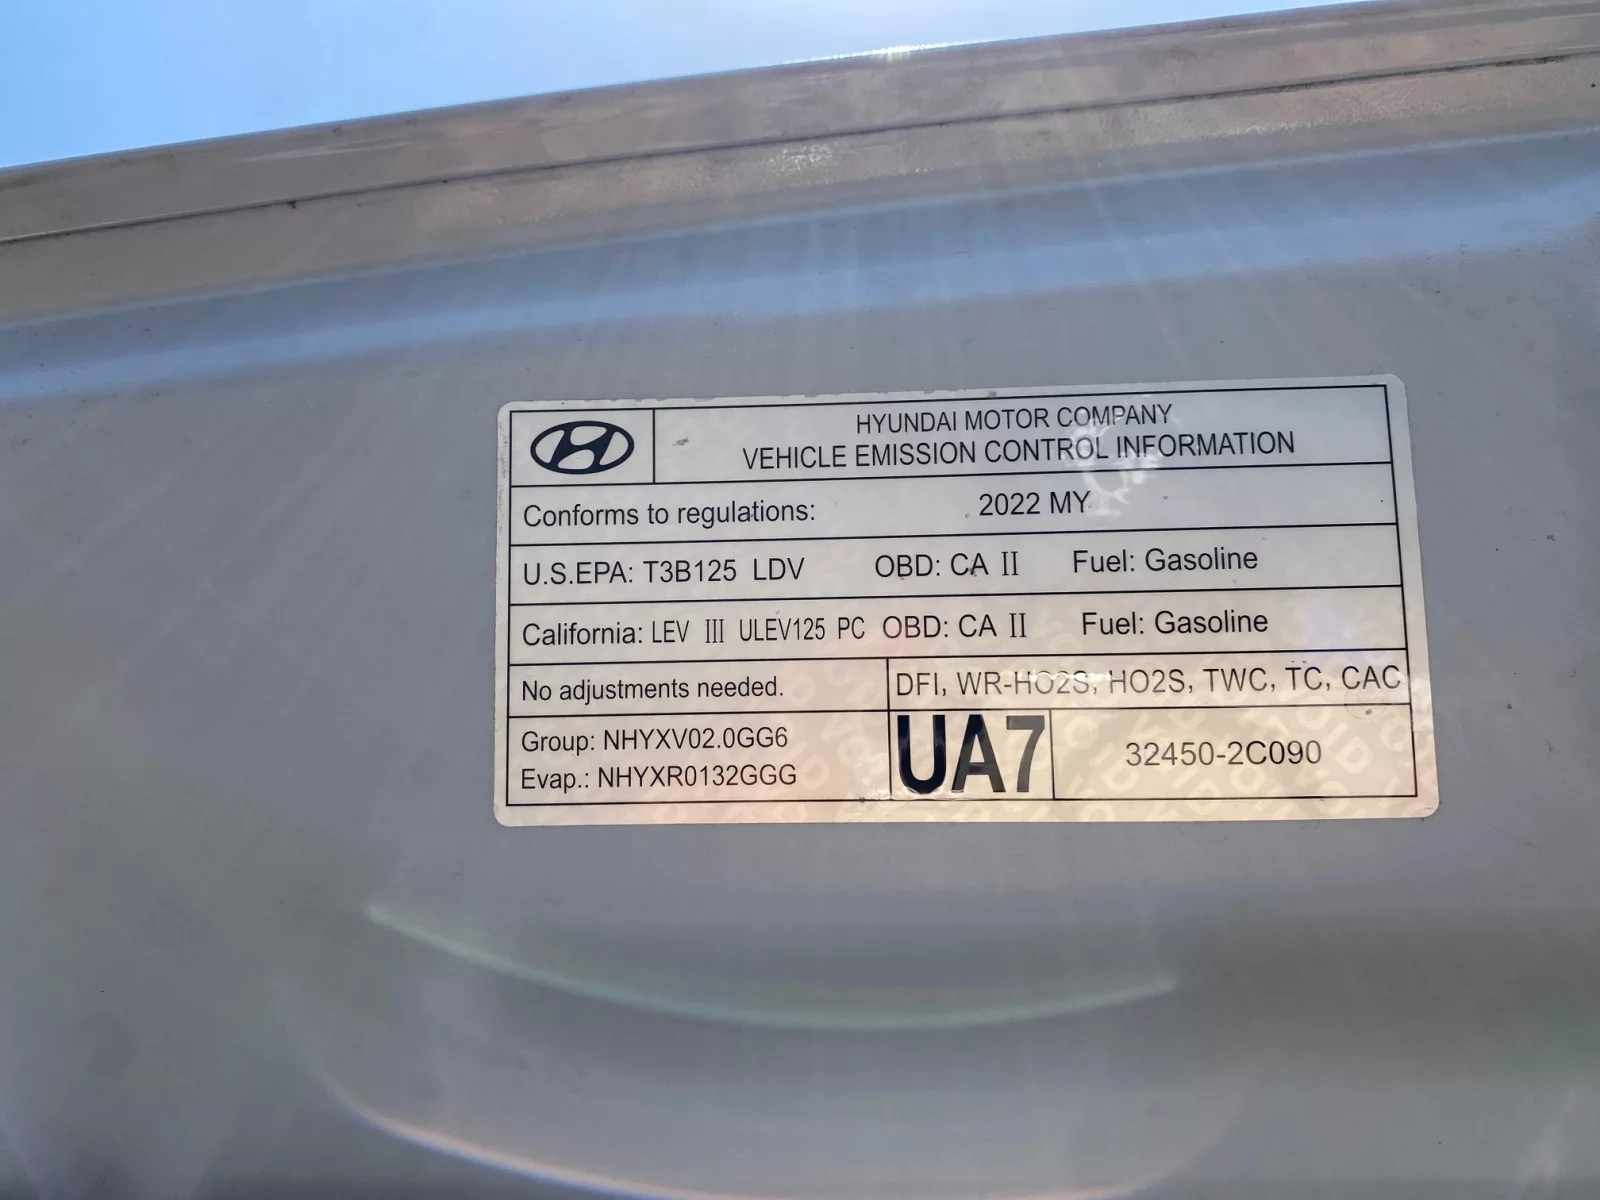 HYUNDAI MOTOR COMPANY
VEHICLE EMISSION CONTROL INFORMATION
Conforms to regulations: 2022 MY
U.S.EPA: T3B125 LDV OBD: CA II Fuel: Gasoline
California: LEV III ULEV125 PC OBD: CA II Fuel: Gasoline
No adjustments needed. DFI, WR-HO2S, HO2S, TWC, TC, CAC
Group: NHYXV02.0GG6
Evap.: NHYXR0132GGG
UA7
32450-2C090